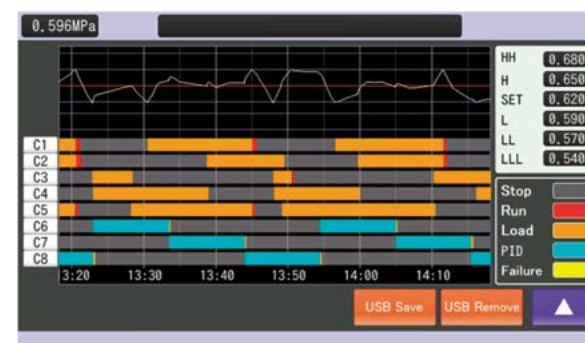 0.596MPa
HH 0.680
H 0.650
SET 0.620
L 0.590
LL 0.570
LLL 0.540
C1
C2
C3
C4
C5
C6
C7
C8
13:20 13:30 13:40 13:50 14:00 14:10
Stop
Run
Load
PID
Failure
USB Save USB Remove